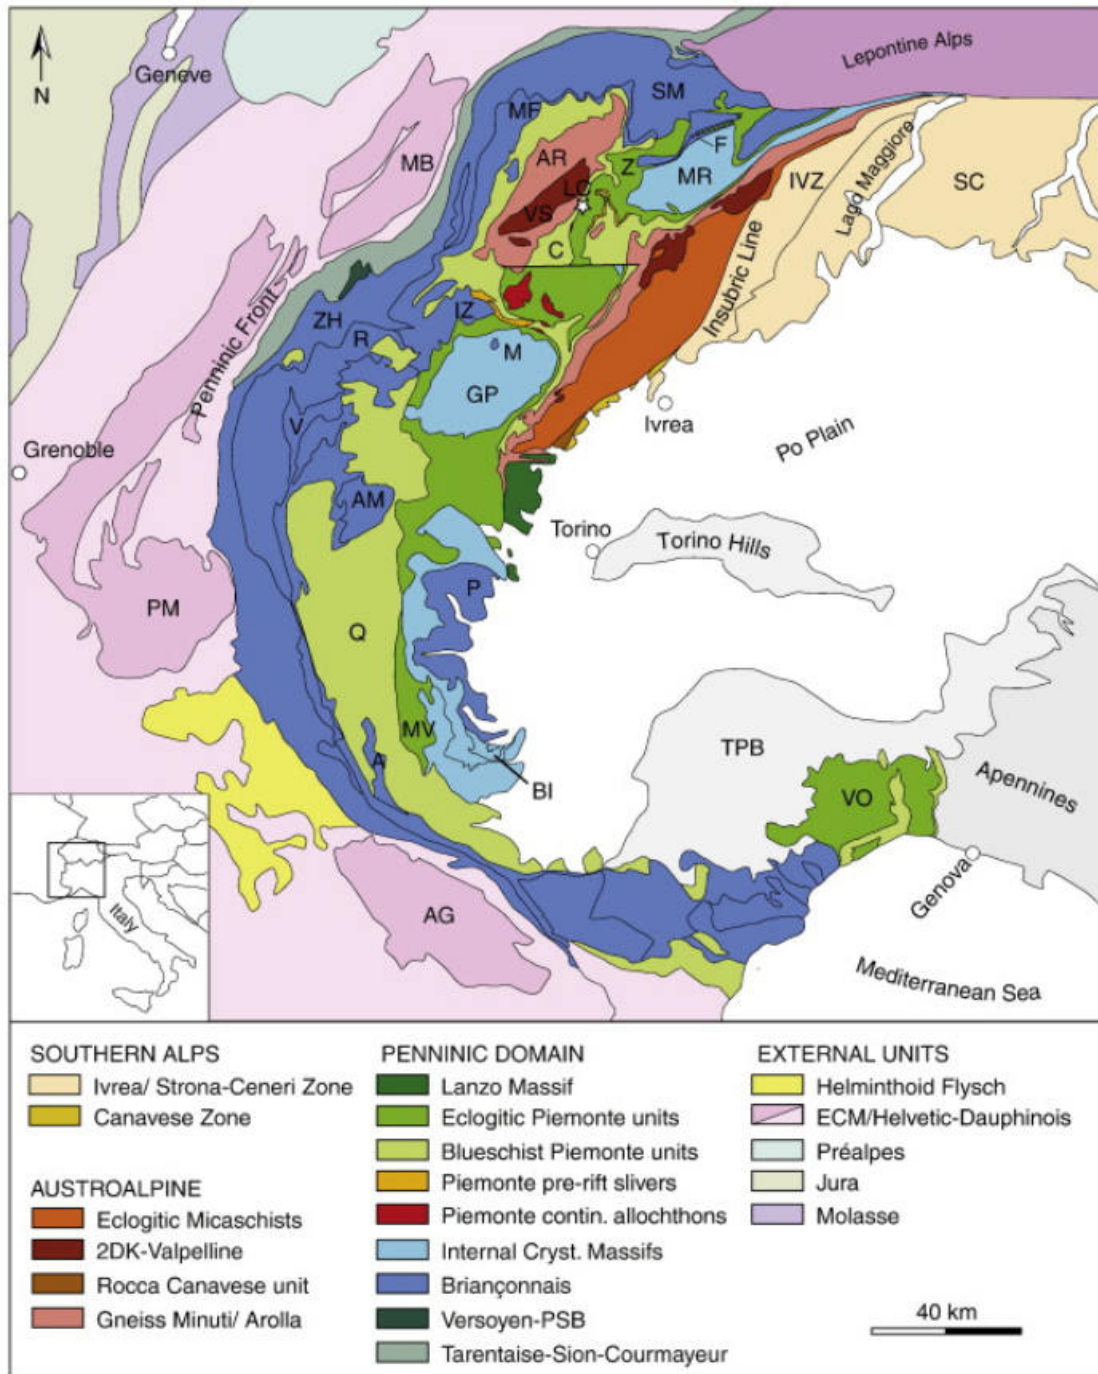 N
Genève
Lepontine Alps
MF
SM
MB
AR
Z
F
MR
LC
VS
IVZ
Lago Maggiore
SC
C
Insubric Line
Penninic Front
ZH
IZ
R
M
GP
Ivrea
V
Po Plain
Grenoble
AM
Torino
Torino Hills
P
PM
Q
MV
TPB
A
BI
Apennines
VO
Italy
AG
Genova
Mediterranean Sea
SOUTHERN ALPS
Ivrea/ Strona-Ceneri Zone
Canavese Zone
AUSTROALPINE
Eclogitic Micaschists
2DK-Valpelline
Rocca Canavese unit
Gneiss Minuti/ Arolla
PENNINIC DOMAIN
Lanzo Massif
Eclogitic Piemonte units
Blueschist Piemonte units
Piemonte pre-rift slivers
Piemonte contin. allochthons
Internal Cryst. Massifs
Briançonnais
Versoyen-PSB
Tarentaise-Sion-Courmayeur
EXTERNAL UNITS
Helminthoid Flysch
ECM/Helvetic-Dauphinois
Préalpes
Jura
Molasse
40 km